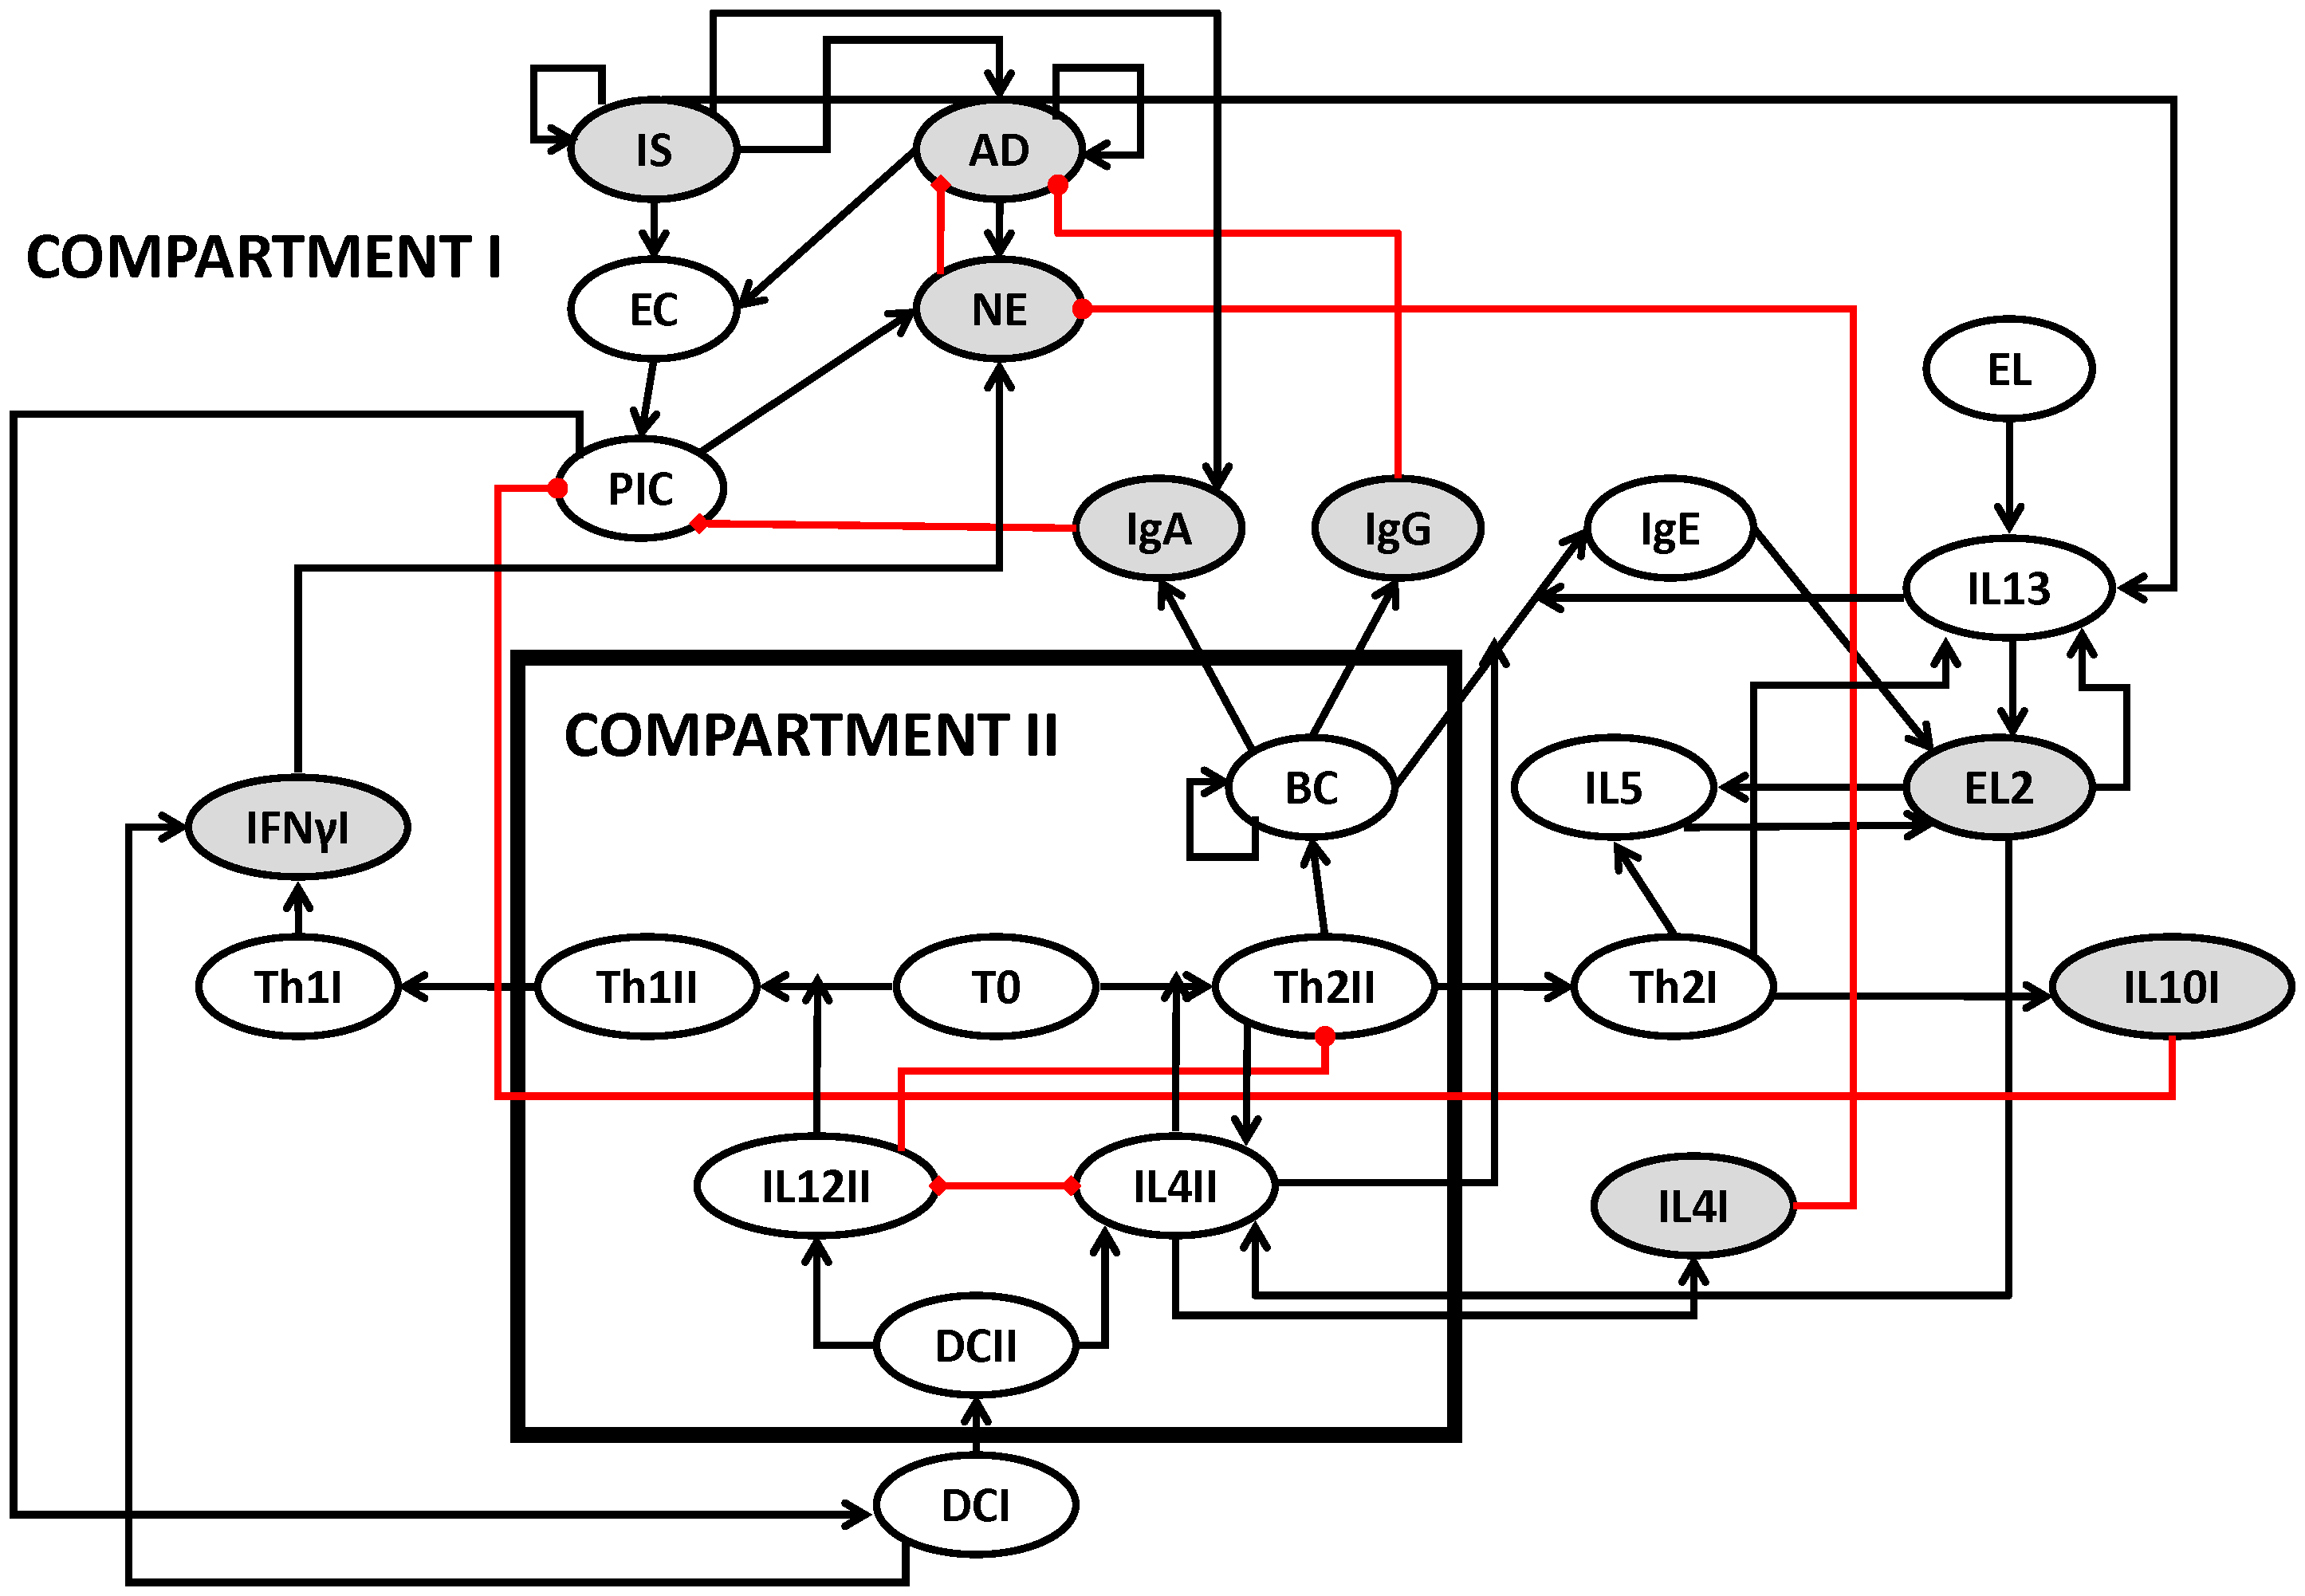 IS
AD
COMPARTMENT I
EC
NE
EL
PIC
IgA
IgG
IgE
IL13
COMPARTMENT II
BC
IL5
EL2
IFNγI
Th1I
Th1II
T0
Th2II
Th2I
IL10I
IL12II
IL4II
IL4I
DCII
DCI